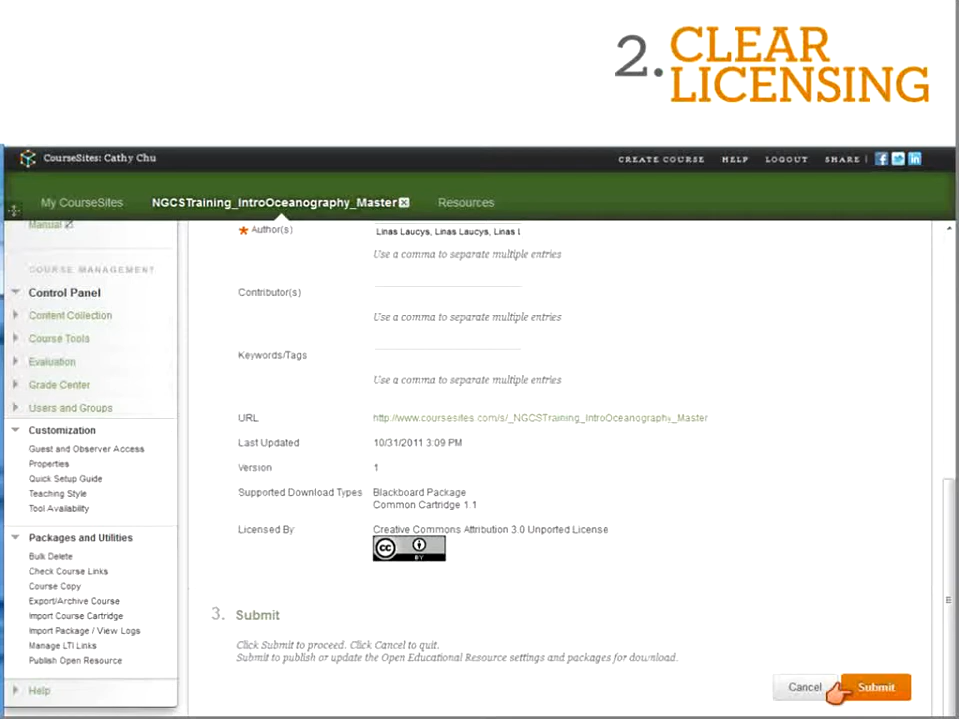 2. CLEAR
LICENSING
CourseSites: Cathy Chu
CREATE COURSE HELP LOGOUT SHARE
My CourseSites NGCSTraining_IntroOceanography_Master Resources
Manual
COURSE MANAGEMENT
Control Panel
Content Collection
Course Tools
Evaluation
Grade Center
Users and Groups
Customization
Guest and Observer Access
Properties
Quick Setup Guide
Teaching Style
Tool Availability
Packages and Utilities
Bulk Delete
Check Course Links
Course Copy
Export/Archive Course
Import Course Cartridge
Import Package / View Logs
Manage LTI Links
Publish Open Resource
Help
Author(s) Linas Laucys, Linas Laucys, Linas L
Use a comma to separate multiple entries
Contributor(s)
Use a comma to separate multiple entries
Keywords/Tags
Use a comma to separate multiple entries
URL http://www.coursesites.com/s/_NGCSTraining_IntroOceanography_Master
Last Updated 10/31/2011 3:09 PM
Version 1
Supported Download Types Blackboard Package
Common Cartridge 1.1
Licensed By Creative Commons Attribution 3.0 Unported License
cc BY
3. Submit
Click Submit to proceed. Click Cancel to quit.
Submit to publish or update the Open Educational Resource settings and packages for download.
Cancel Submit